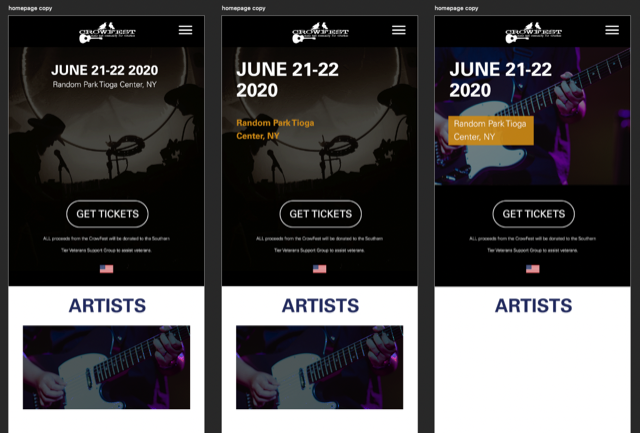 homepage copy
CROWFEST
JUNE 21-22 2020
Random Park Tioga Center, NY
GET TICKETS
ALL proceeds from the CrowFest will be donated to the Southern
Tier Veterans Support Group to assist veterans.
ARTISTS
homepage copy
CROWFEST
JUNE 21-22
2020
Random Park Tioga
Center, NY
GET TICKETS
ALL proceeds from the CrowFest will be donated to the Southern
Tier Veterans Support Group to assist veterans.
ARTISTS
homepage copy
CROWFEST
JUNE 21-22
2020
Random Park Tioga
Center, NY
GET TICKETS
ALL proceeds from the CrowFest will be donated to the Southern
Tier Veterans Support Group to assist veterans.
ARTISTS